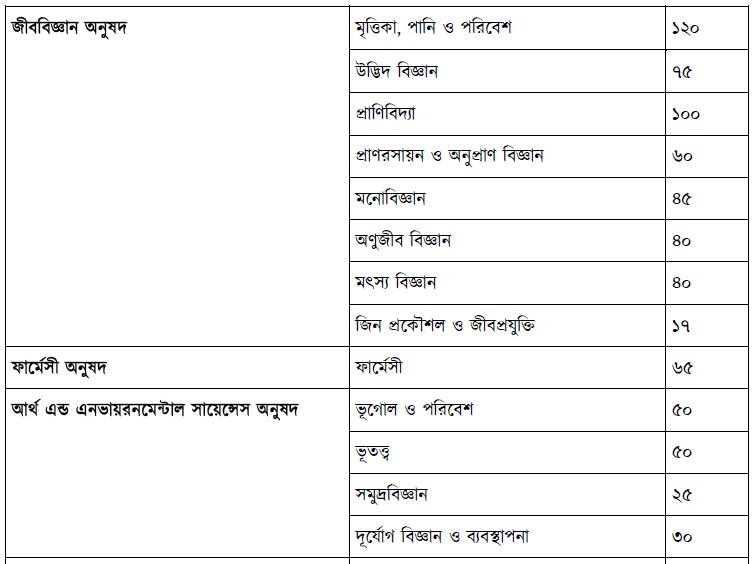 জীববিজ্ঞান অনুষদ মৃত্তিকা, পানি ও পরিবেশ ১২০
উদ্ভিদ বিজ্ঞান ৭৫
প্রাণিবিদ্যা ১০০
প্রাণরসায়ন ও অনুপ্রাণ বিজ্ঞান ৬০
মনোবিজ্ঞান ৪৫
অণুজীব বিজ্ঞান ৪০
মৎস্য বিজ্ঞান ৪০
জিন প্রকৌশল ও জীবপ্রযুক্তি ১৭
ফার্মেসী অনুষদ ফার্মেসী ৬৫
আর্থ এন্ড এনভায়রনমেন্টাল সায়েন্সেস অনুষদ ভূগোল ও পরিবেশ ৫০
ভূতত্ত্ব ৫০
সমুদ্রবিজ্ঞান ২৫
দূর্যোগ বিজ্ঞান ও ব্যবস্থাপনা ৩০